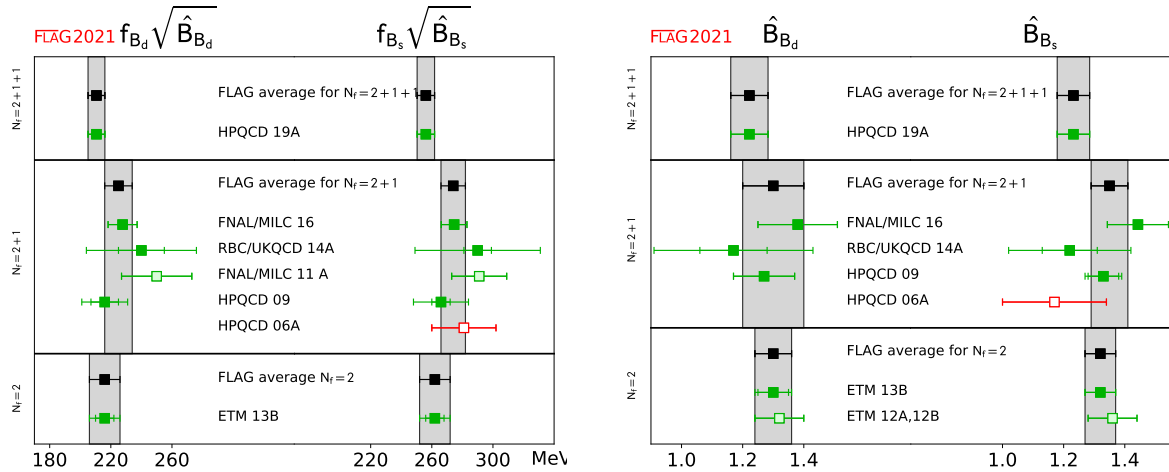 FLAG2021 f_{B_d}√B̂_{B_d} f_{B_s}√B̂_{B_s}
N_f=2+1+1
FLAG average for N_f=2+1+1
HPQCD 19A
N_f=2+1
FLAG average for N_f=2+1
FNAL/MILC 16
RBC/UKQCD 14A
FNAL/MILC 11 A
HPQCD 09
HPQCD 06A
N_f=2
FLAG average N_f=2
ETM 13B
180 220 260 220 260 300 MeV
FLAG2021 B̂_{B_d} B̂_{B_s}
N_f=2+1+1
FLAG average for N_f=2+1+1
HPQCD 19A
N_f=2+1
FLAG average for N_f=2+1
FNAL/MILC 16
RBC/UKQCD 14A
HPQCD 09
HPQCD 06A
N_f=2
FLAG average for N_f=2
ETM 13B
ETM 12A,12B
1.0 1.2 1.4 1.0 1.2 1.4